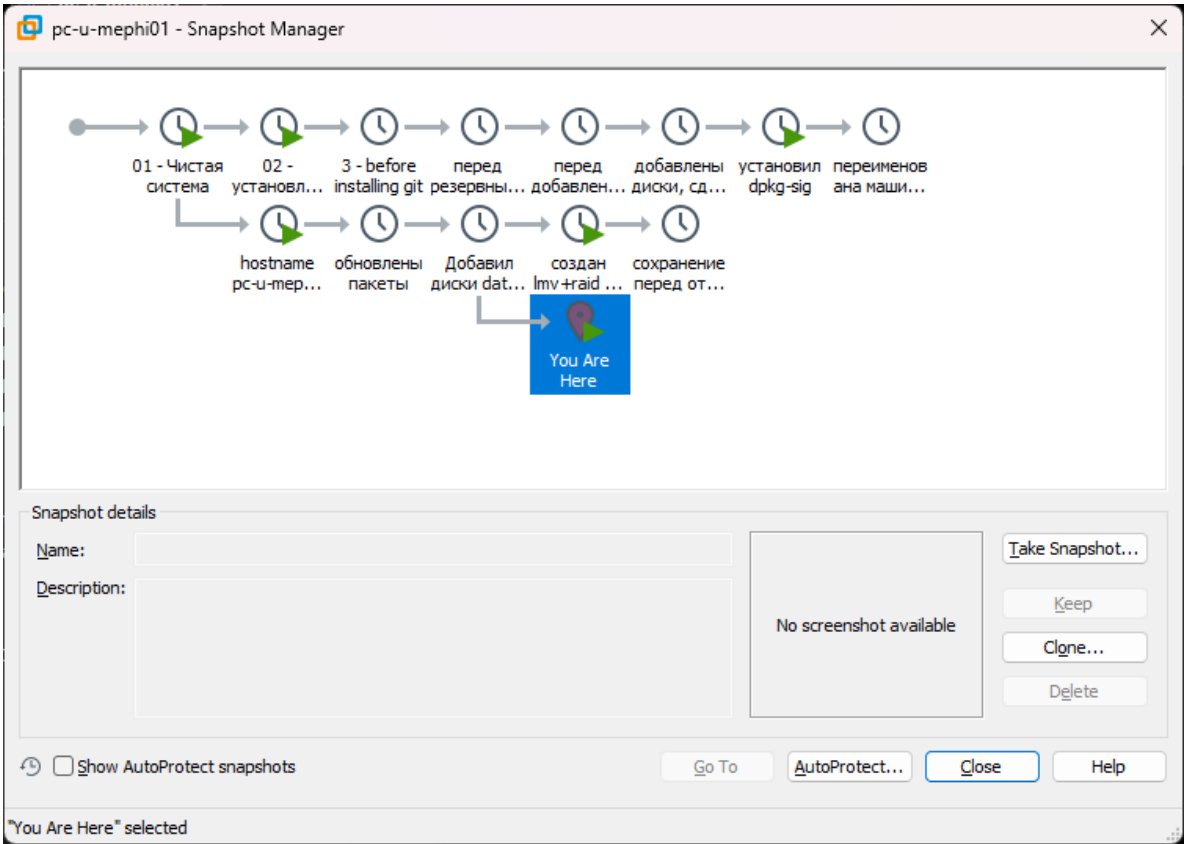 pc-u-mephi01 - Snapshot Manager
01 - Чистая
система
02 -
установл...
3 - before
installing git
перед
резервны...
перед
добавлен...
добавлены
диски, сд...
установил
dpkg-sig
переименов
ана маши...
hostname
pc-u-mep...
обновлены
пакеты
Добавил
диски dat...
создан
lmv+raid ...
сохранение
перед от...
You Are
Here
Snapshot details
Name:
Description:
No screenshot available
Take Snapshot...
Keep
Clone...
Delete
Show AutoProtect snapshots
Go To
AutoProtect...
Close
Help
"You Are Here" selected